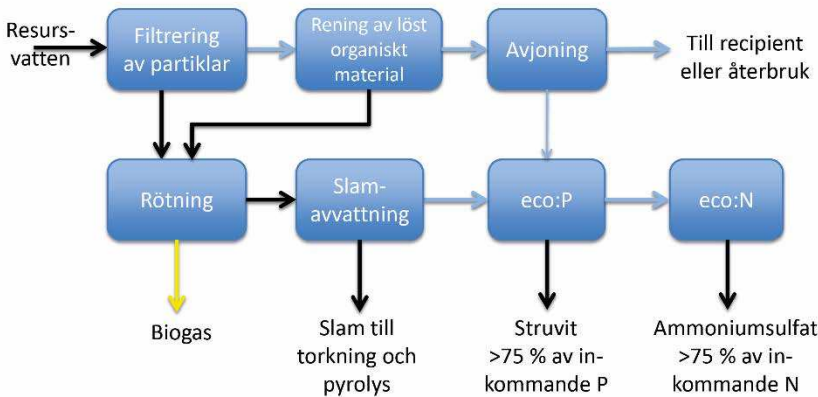 Resurs-
vatten
Filtrering
av partiklar
Rening av löst
organiskt
material
Avjoning
Till recipient
eller återbruk
Rötning
Slam-
avvattning
eco:P
eco:N
Biogas
Slam till
torkning och
pyrolys
Struvit
>75 % av in-
kommande P
Ammoniumsulfat
>75 % av in-
kommande N